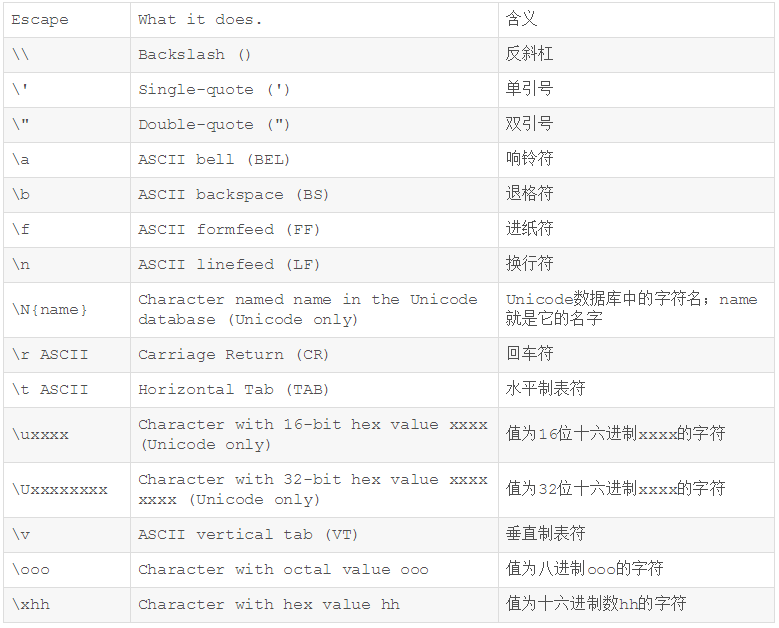 Escape What it does. 含义
\\ Backslash () 反斜杠
\' Single-quote (') 单引号
\" Double-quote (") 双引号
\a ASCII bell (BEL) 响铃符
\b ASCII backspace (BS) 退格符
\f ASCII formfeed (FF) 进纸符
\n ASCII linefeed (LF) 换行符
\N{name} Character named name in the Unicode database (Unicode only) Unicode数据库中的字符名；name就是它的名字
\r ASCII Carriage Return (CR) 回车符
\t ASCII Horizontal Tab (TAB) 水平制表符
\uxxxx Character with 16-bit hex value xxxx (Unicode only) 值为16位十六进制xxxx的字符
\Uxxxxxxxx Character with 32-bit hex value xxxx xxxx (Unicode only) 值为32位十六进制xxxx的字符
\v ASCII vertical tab (VT) 垂直制表符
\ooo Character with octal value ooo 值为八进制ooo的字符
\xhh Character with hex value hh 值为十六进制数hh的字符